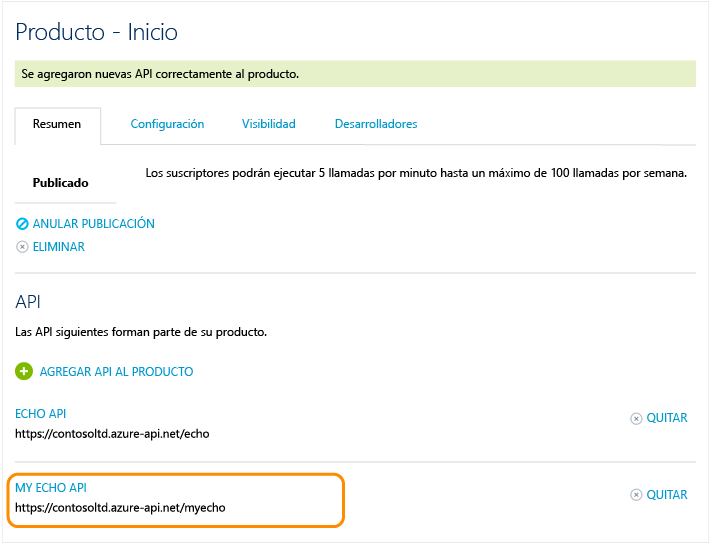 Producto - Inicio
Se agregaron nuevas API correctamente al producto.
Resumen
Configuración
Visibilidad
Desarrolladores
Publicado
Los suscriptores podrán ejecutar 5 llamadas por minuto hasta un máximo de 100 llamadas por semana.
ANULAR PUBLICACIÓN
ELIMINAR
API
Las API siguientes forman parte de su producto.
AGREGAR API AL PRODUCTO
ECHO API
https://contosoltd.azure-api.net/echo
QUITAR
MY ECHO API
https://contosoltd.azure-api.net/myecho
QUITAR